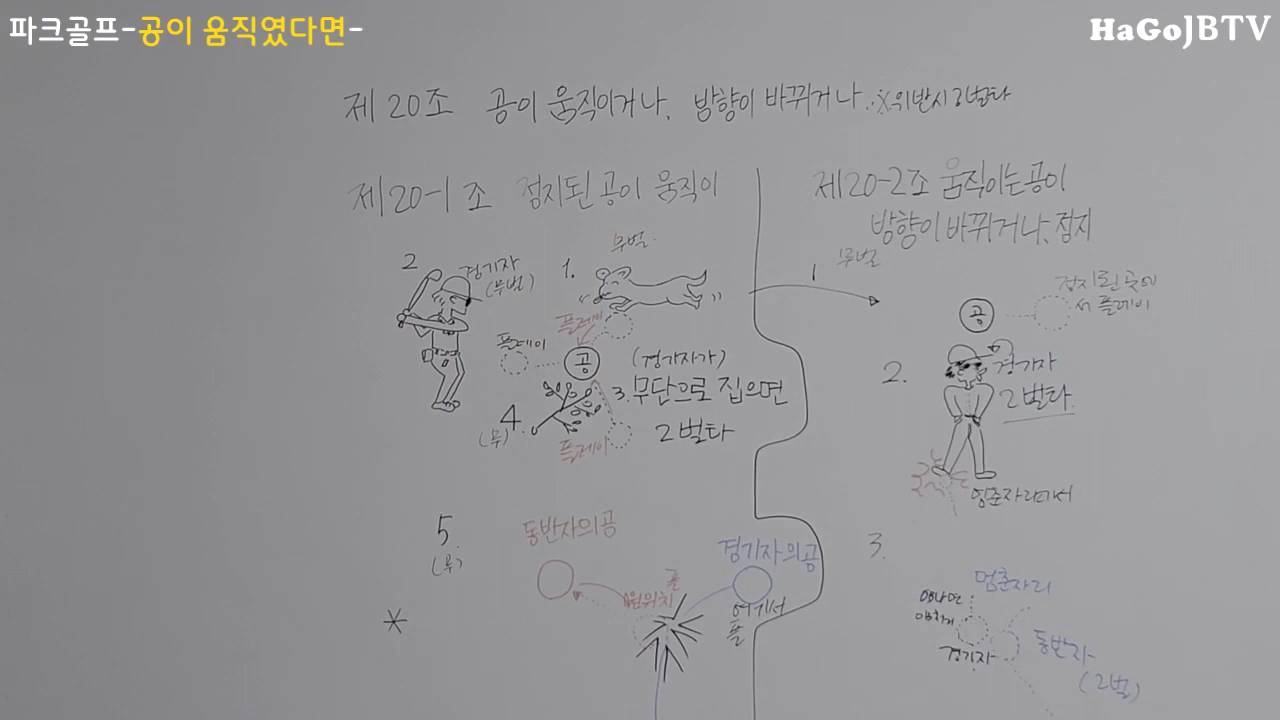 파크골프-공이 움직였다면-
HaGoJBTV
제 20조 공이 움직이거나, 방향이 바뀌거나. ※위반시 2벌타
제20-1조 정지된 공이 움직이
2
경기자
(무벌)
무벌
1.
플레이
플레이
공
(경기자가)
3. 무단으로 집으면
2벌타
4.
(무)
플레이
5.
(무)
동반자의공
경기자의공
원위치
플
여기서
플
제20-2조 움직이는공이
방향이 바뀌거나, 정지
1 무벌
정지된 곳에
서 플레이
공
2.
경기자
2벌타
멈춘자리에서
3.
멈춘자리
경기자
동반자
(2벌)